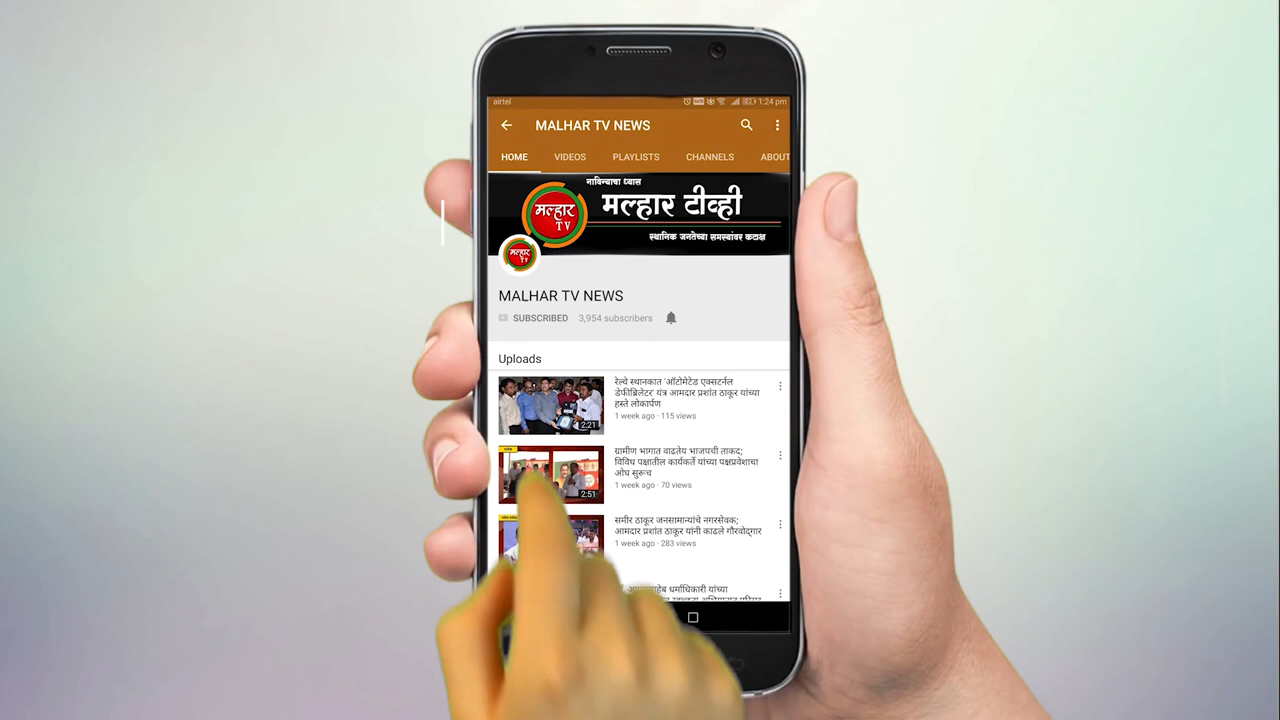 airtel 1:24 pm
MALHAR TV NEWS
HOME VIDEOS PLAYLISTS CHANNELS ABOUT
नाविन्याचा ध्यास
मल्हार टीव्ही
मल्हार
TV
स्थानिक जनतेच्या समस्यांवर कटाक्ष
मल्हार
TV
MALHAR TV NEWS
SUBSCRIBED 3,954 subscribers
Uploads
रेल्वे स्थानकात 'ऑटोमेटेड एक्सटर्नल
डेफीब्रिलेटर' यंत्र आमदार प्रशांत ठाकूर यांच्या
हस्ते लोकार्पण
1 week ago · 115 views
2:21
ग्रामीण भागात वाढतेय भाजपची ताकद;
विविध पक्षातील कार्यकर्ते यांच्या पक्षप्रवेशाचा
ओघ सुरूच
1 week ago · 70 views
2:51
समीर ठाकूर जनसामान्यांचे नगरसेवक;
आमदार प्रशांत ठाकूर यांनी काढले गौरवोद्गार
1 week ago · 283 views
धर्माधिकारी यांच्या